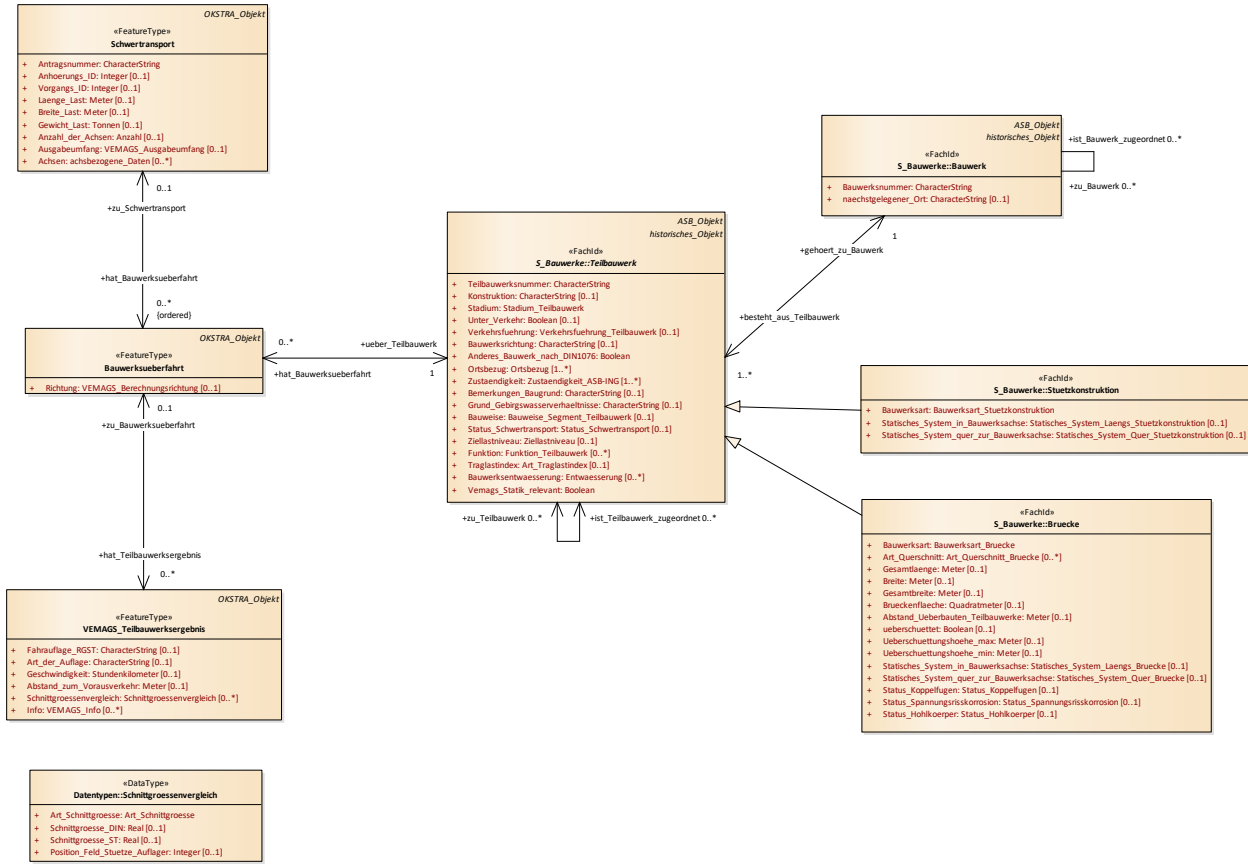 OKSTRA_Objekt
«FeatureType»
Schwertransport
+ Antragsnummer: CharacterString
+ Anhoerungs_ID: Integer [0..1]
+ Vorgangs_ID: Integer [0..1]
+ Laenge_Last: Meter [0..1]
+ Breite_Last: Meter [0..1]
+ Gewicht_Last: Tonnen [0..1]
+ Anzahl_der_Achsen: Anzahl [0..1]
+ Ausgabeumfang: VEMAGS_Ausgabeumfang [0..1]
+ Achsen: achsbezogene_Daten [0..*]
0..1
+zu_Schwertransport
+hat_Bauwerksueberfahrt
0..*
{ordered}
OKSTRA_Objekt
«FeatureType»
Bauwerksueberfahrt
+ Richtung: VEMAGS_Berechnungsrichtung [0..1]
0..*
+ueber_Teilbauwerk
+hat_Bauwerksueberfahrt
1
0..1
+zu_Bauwerksueberfahrt
+hat_Teilbauwerksergebnis
0..*
OKSTRA_Objekt
«FeatureType»
VEMAGS_Teilbauwerksergebnis
+ Fahrauflage_RGST: CharacterString [0..1]
+ Art_der_Auflage: CharacterString [0..1]
+ Geschwindigkeit: Stundenkilometer [0..1]
+ Abstand_zum_Vorausverkehr: Meter [0..1]
+ Schnittgroessenvergleich: Schnittgroessenvergleich [0..*]
+ Info: VEMAGS_Info [0..*]
«DataType»
Datentypen::Schnittgroessenvergleich
+ Art_Schnittgroesse: Art_Schnittgroesse
+ Schnittgroesse_DIN: Real [0..1]
+ Schnittgroesse_ST: Real [0..1]
+ Position_Feld_Stuetze_Auflager: Integer [0..1]
ASB_Objekt
historisches_Objekt
«FachId»
S_Bauwerke::Teilbauwerk
+ Teilbauwerksnummer: CharacterString
+ Konstruktion: CharacterString [0..1]
+ Stadium: Stadium_Teilbauwerk
+ Unter_Verkehr: Boolean [0..1]
+ Verkehrsfuehrung: Verkehrsfuehrung_Teilbauwerk [0..1]
+ Bauwerksrichtung: CharacterString [0..1]
+ Anderes_Bauwerk_nach_DIN1076: Boolean
+ Ortsbezug: Ortsbezug [1..*]
+ Zustaendigkeit: Zustaendigkeit_ASB-ING [1..*]
+ Bemerkungen_Baugrund: CharacterString [0..1]
+ Grund_Gebirgswasserverhaeltnisse: CharacterString [0..1]
+ Bauweise: Bauweise_Segment_Teilbauwerk [0..1]
+ Status_Schwertransport: Status_Schwertransport [0..1]
+ Ziellastniveau: Ziellastniveau [0..1]
+ Funktion: Funktion_Teilbauwerk [0..*]
+ Traglastindex: Art_Traglastindex [0..1]
+ Bauwerksentwaesserung: Entwaesserung [0..*]
+ Vemags_Statik_relevant: Boolean
+zu_Teilbauwerk 0..*
+ist_Teilbauwerk_zugeordnet 0..*
ASB_Objekt
historisches_Objekt
«FachId»
S_Bauwerke::Bauwerk
+ Bauwerksnummer: CharacterString
+ naechstgelegener_Ort: CharacterString [0..1]
+ist_Bauwerk_zugeordnet 0..*
+zu_Bauwerk 0..*
1
+gehoert_zu_Bauwerk
+besteht_aus_Teilbauwerk
1..*
«FachId»
S_Bauwerke::Stuetzkonstruktion
+ Bauwerksart: Bauwerksart_Stuetzkonstruktion
+ Statisches_System_in_Bauwerksachse: Statisches_System_Laengs_Stuetzkonstruktion [0..1]
+ Statisches_System_quer_zur_Bauwerksachse: Statisches_System_Quer_Stuetzkonstruktion [0..1]
«FachId»
S_Bauwerke::Bruecke
+ Bauwerksart: Bauwerksart_Bruecke
+ Art_Querschnitt: Art_Querschnitt_Bruecke [0..*]
+ Gesamtlaenge: Meter [0..1]
+ Breite: Meter [0..1]
+ Gesamtbreite: Meter [0..1]
+ Brueckenflaeche: Quadratmeter [0..1]
+ Abstand_Ueberbauten_Teilbauwerke: Meter [0..1]
+ ueberschuettet: Boolean [0..1]
+ Ueberschuettungshoehe_max: Meter [0..1]
+ Ueberschuettungshoehe_min: Meter [0..1]
+ Statisches_System_in_Bauwerksachse: Statisches_System_Laengs_Bruecke [0..1]
+ Statisches_System_quer_zur_Bauwerksachse: Statisches_System_Quer_Bruecke [0..1]
+ Status_Koppelfugen: Status_Koppelfugen [0..1]
+ Status_Spannungsrisskorrosion: Status_Spannungsrisskorrosion [0..1]
+ Status_Hohlkoerper: Status_Hohlkoerper [0..1]